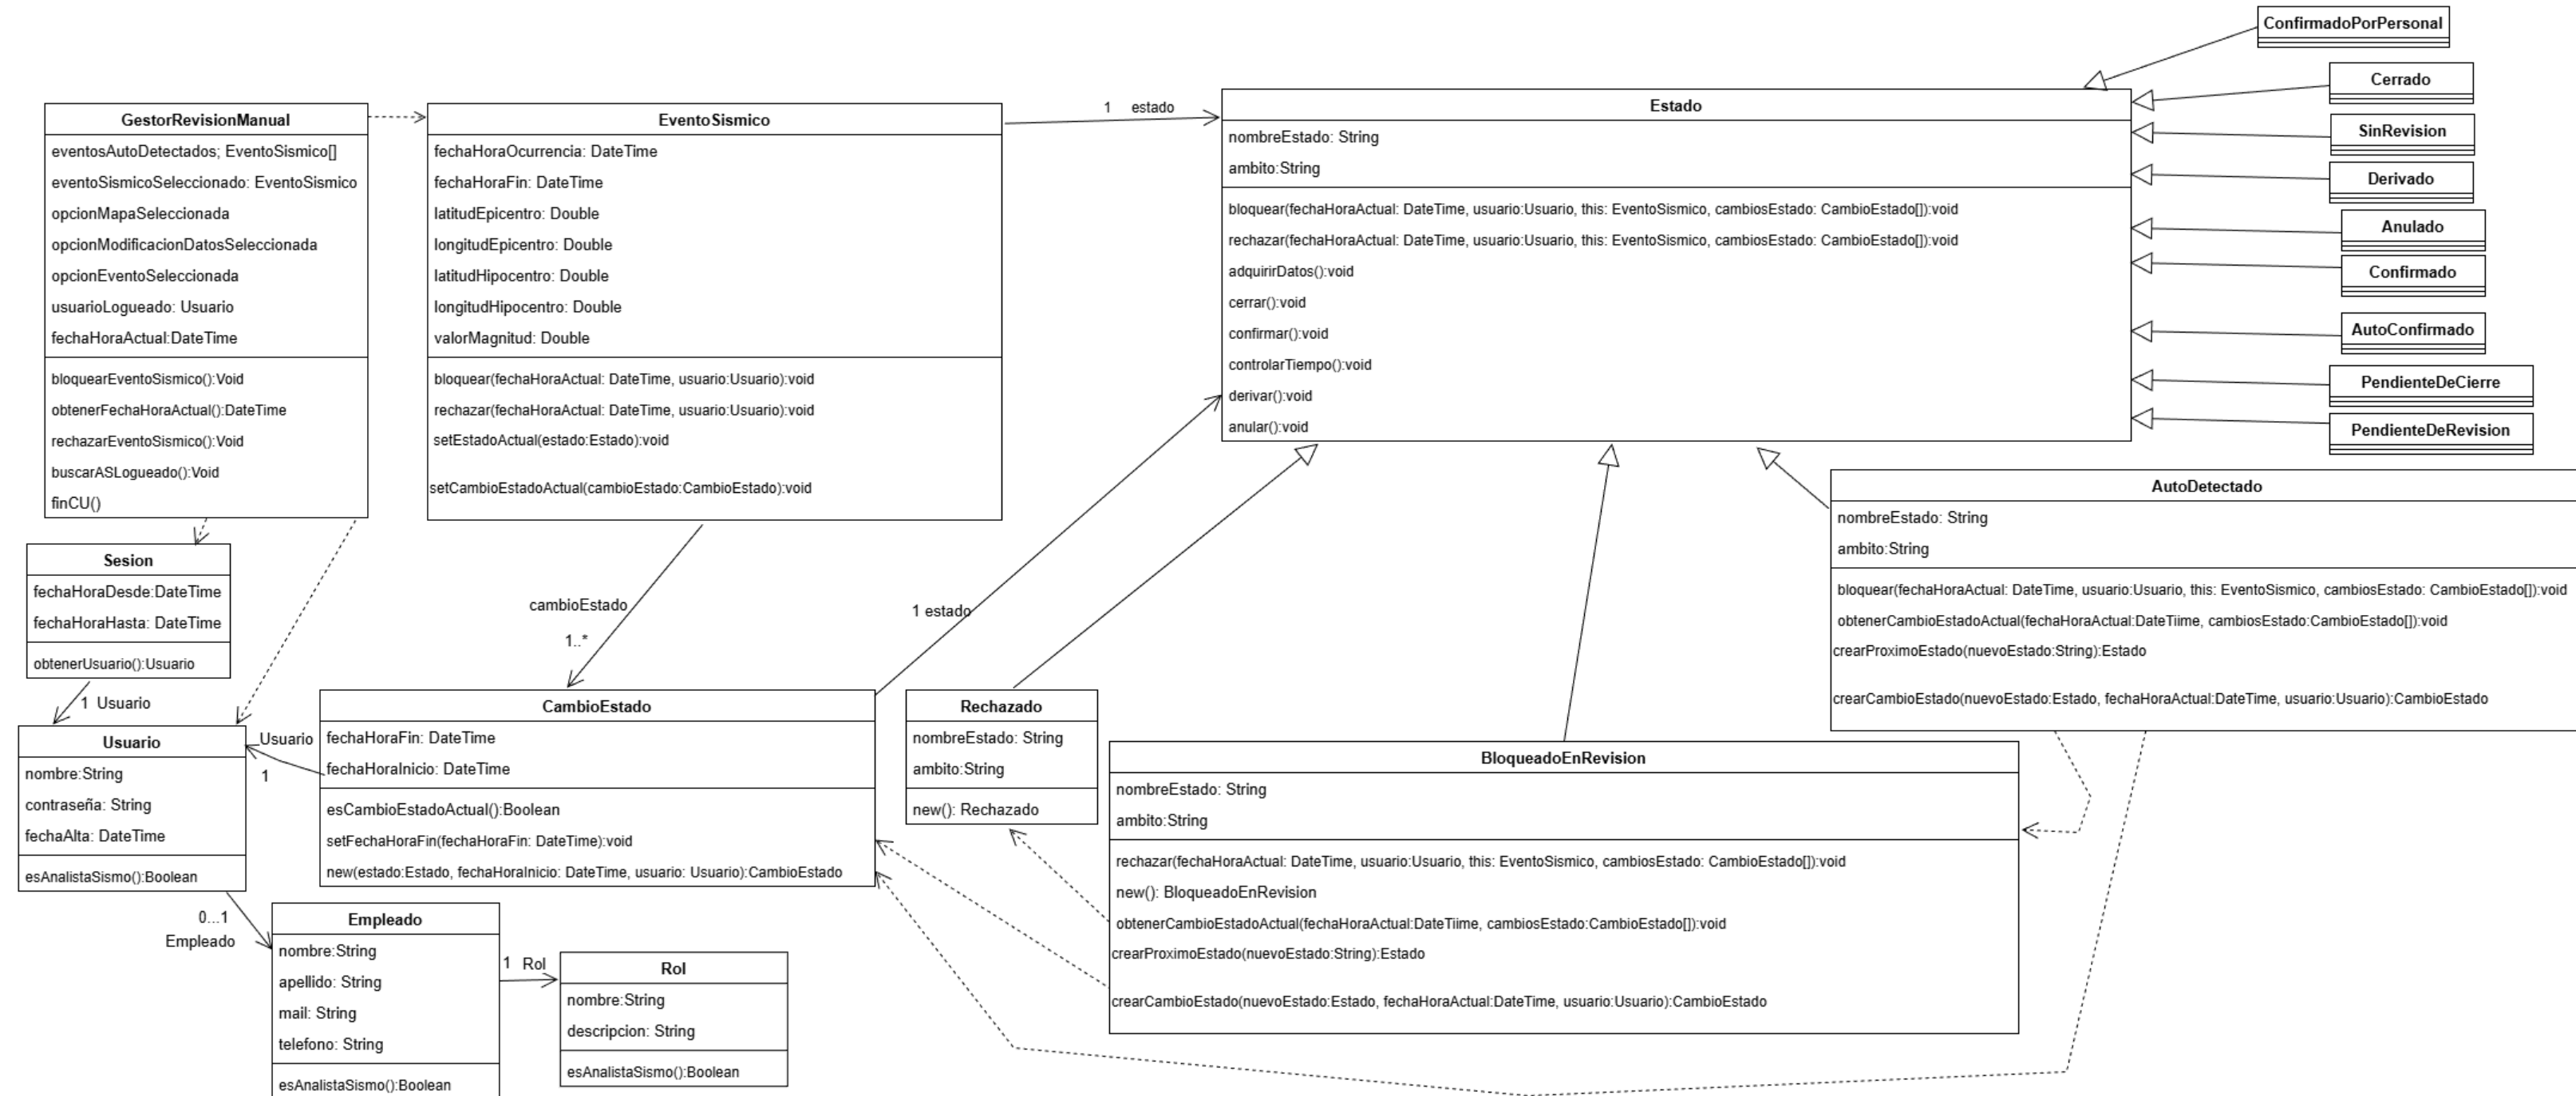 ConfirmadoPorPersonal
Cerrado
SinRevision
Derivado
Anulado
Confirmado
AutoConfirmado
PendienteDeCierre
PendienteDeRevision
GestorRevisionManual
eventosAutoDetectados; EventoSismico[]
eventoSismicoSeleccionado: EventoSismico
opcionMapaSeleccionada
opcionModificacionDatosSeleccionada
opcionEventoSeleccionada
usuarioLogueado: Usuario
fechaHoraActual:DateTime
bloquearEventoSismico():Void
obtenerFechaHoraActual():DateTime
rechazarEventoSismico():Void
buscarASLogueado():Void
finCU()
EventoSismico
fechaHoraOcurrencia: DateTime
fechaHoraFin: DateTime
latitudEpicentro: Double
longitudEpicentro: Double
latitudHipocentro: Double
longitudHipocentro: Double
valorMagnitud: Double
bloquear(fechaHoraActual: DateTime, usuario:Usuario):void
rechazar(fechaHoraActual: DateTime, usuario:Usuario):void
setEstadoActual(estado:Estado):void
setCambioEstadoActual(cambioEstado:CambioEstado):void
1 estado
Estado
nombreEstado: String
ambito:String
bloquear(fechaHoraActual: DateTime, usuario:Usuario, this: EventoSismico, cambiosEstado: CambioEstado[]):void
rechazar(fechaHoraActual: DateTime, usuario:Usuario, this: EventoSismico, cambiosEstado: CambioEstado[]):void
adquirirDatos():void
cerrar():void
confirmar():void
controlarTiempo():void
derivar():void
anular():void
AutoDetectado
nombreEstado: String
ambito:String
bloquear(fechaHoraActual: DateTime, usuario:Usuario, this: EventoSismico, cambiosEstado: CambioEstado[]):void
obtenerCambioEstadoActual(fechaHoraActual:DateTiime, cambiosEstado:CambioEstado[]):void
crearProximoEstado(nuevoEstado:String):Estado
crearCambioEstado(nuevoEstado:Estado, fechaHoraActual:DateTime, usuario:Usuario):CambioEstado
Sesion
fechaHoraDesde:DateTime
fechaHoraHasta: DateTime
obtenerUsuario():Usuario
1 Usuario
cambioEstado
1..*
1 estado
Usuario
nombre:String
contraseña: String
fechaAlta: DateTime
esAnalistaSismo():Boolean
Usuario
1
CambioEstado
fechaHoraFin: DateTime
fechaHoraInicio: DateTime
esCambioEstadoActual():Boolean
setFechaHoraFin(fechaHoraFin: DateTime):void
new(estado:Estado, fechaHoraInicio: DateTime, usuario: Usuario):CambioEstado
Rechazado
nombreEstado: String
ambito:String
new(): Rechazado
BloqueadoEnRevision
nombreEstado: String
ambito:String
rechazar(fechaHoraActual: DateTime, usuario:Usuario, this: EventoSismico, cambiosEstado: CambioEstado[]):void
new(): BloqueadoEnRevision
obtenerCambioEstadoActual(fechaHoraActual:DateTiime, cambiosEstado:CambioEstado[]):void
crearProximoEstado(nuevoEstado:String):Estado
crearCambioEstado(nuevoEstado:Estado, fechaHoraActual:DateTime, usuario:Usuario):CambioEstado
0...1
Empleado
Empleado
nombre:String
apellido: String
mail: String
telefono: String
esAnalistaSismo():Boolean
1 Rol
Rol
nombre:String
descripcion: String
esAnalistaSismo():Boolean